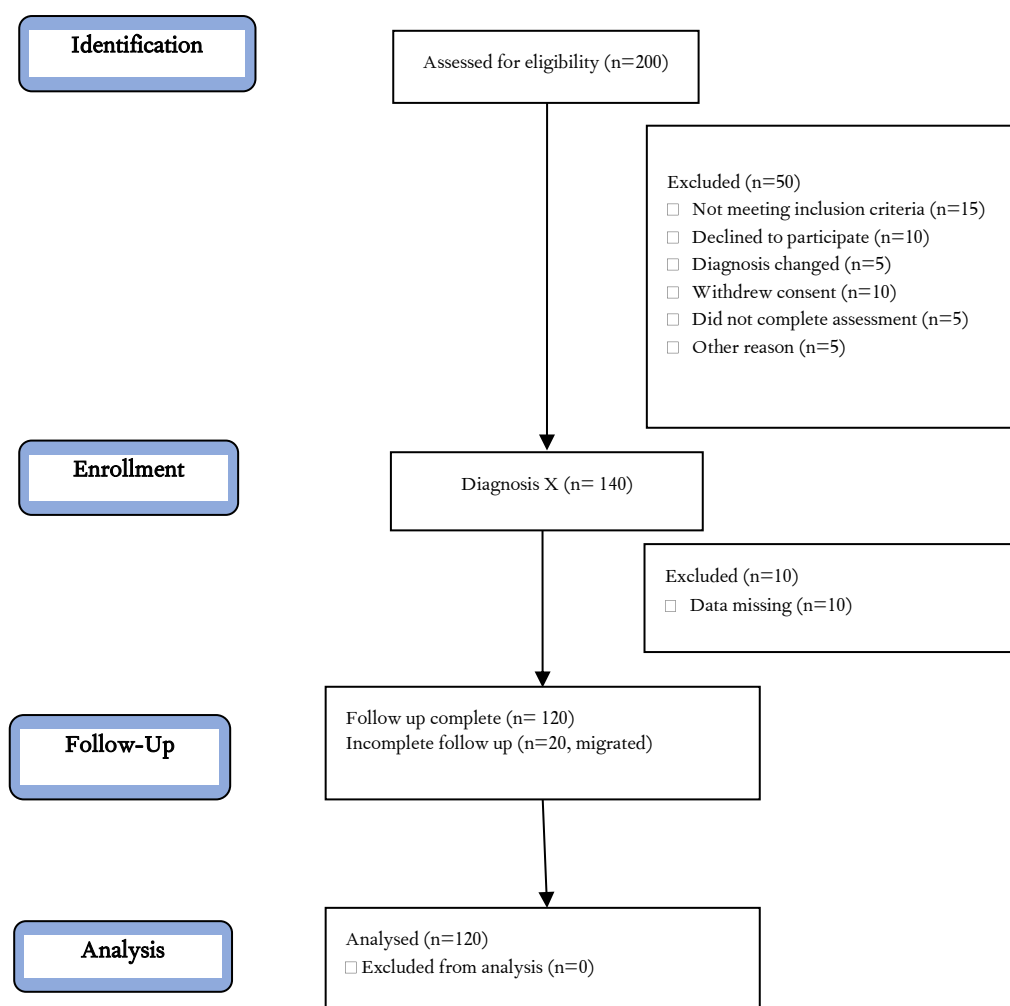 Identification
Assessed for eligibility (n=200)
Excluded (n=50)
□ Not meeting inclusion criteria (n=15)
□ Declined to participate (n=10)
□ Diagnosis changed (n=5)
□ Withdrew consent (n=10)
□ Did not complete assessment (n=5)
□ Other reason (n=5)
Enrollment
Diagnosis X (n= 140)
Excluded (n=10)
□ Data missing (n=10)
Follow-Up
Follow up complete (n= 120)
Incomplete follow up (n=20, migrated)
Analysis
Analysed (n=120)
□ Excluded from analysis (n=0)